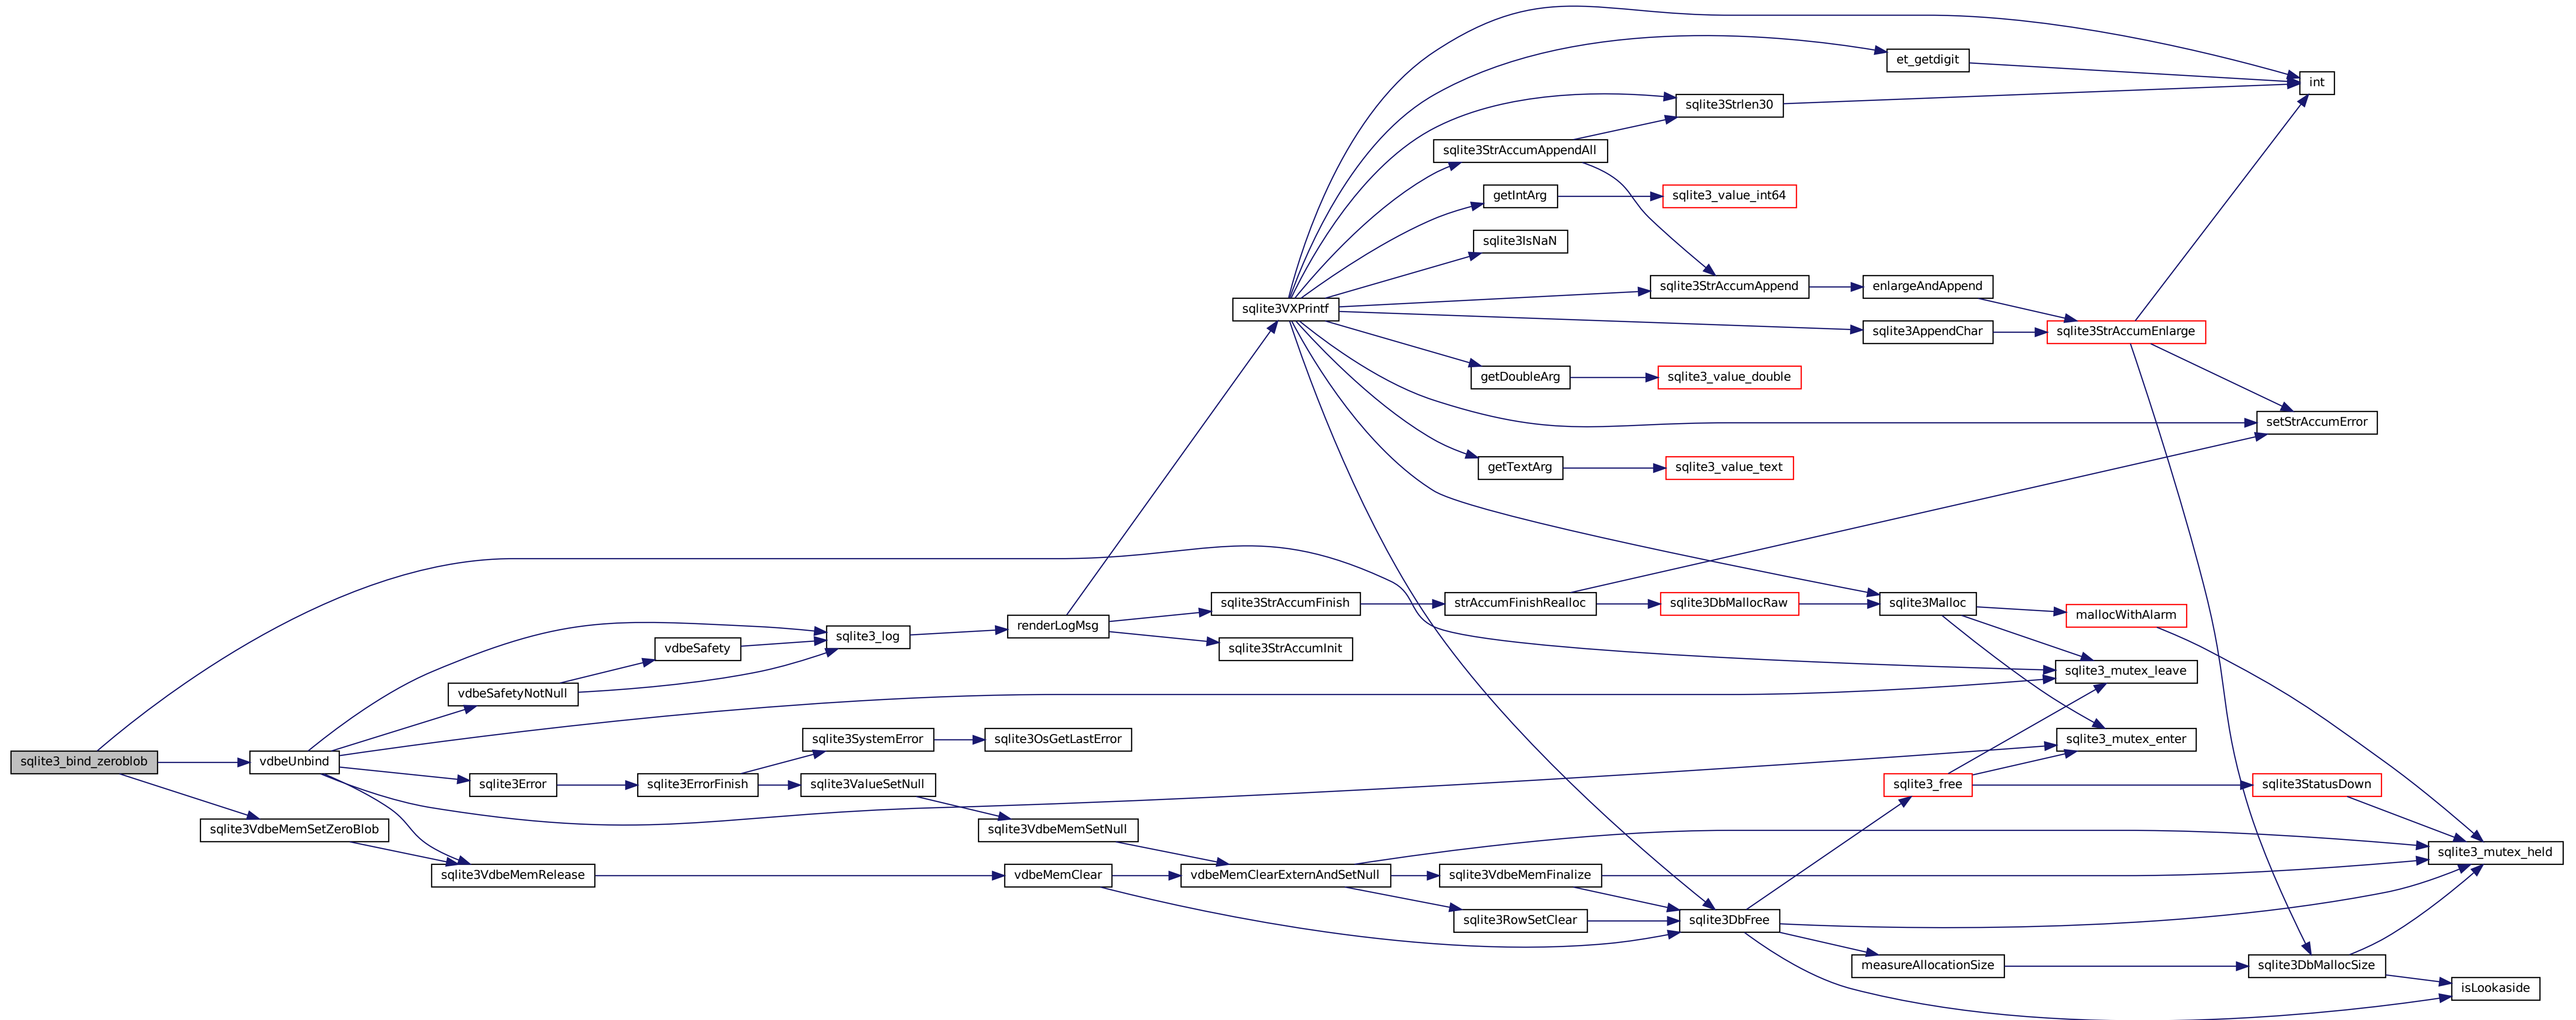 et_getdigit
int
sqlite3Strlen30
sqlite3StrAccumAppendAll
getIntArg
sqlite3_value_int64
sqlite3IsNaN
sqlite3StrAccumAppend
enlargeAndAppend
sqlite3VXPrintf
sqlite3AppendChar
sqlite3StrAccumEnlarge
getDoubleArg
sqlite3_value_double
setStrAccumError
getTextArg
sqlite3_value_text
sqlite3StrAccumFinish
strAccumFinishRealloc
sqlite3DbMallocRaw
sqlite3Malloc
mallocWithAlarm
renderLogMsg
sqlite3_log
vdbeSafety
sqlite3StrAccumInit
sqlite3_mutex_leave
vdbeSafetyNotNull
sqlite3SystemError
sqlite3OsGetLastError
sqlite3_mutex_enter
sqlite3_bind_zeroblob
vdbeUnbind
sqlite3Error
sqlite3ErrorFinish
sqlite3ValueSetNull
sqlite3_free
sqlite3StatusDown
sqlite3VdbeMemSetZeroBlob
sqlite3VdbeMemSetNull
sqlite3_mutex_held
sqlite3VdbeMemRelease
vdbeMemClear
vdbeMemClearExternAndSetNull
sqlite3VdbeMemFinalize
sqlite3RowSetClear
sqlite3DbFree
measureAllocationSize
sqlite3DbMallocSize
isLookaside